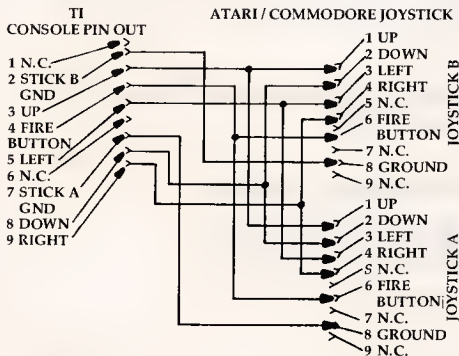 TI
CONSOLE PIN OUT
1 N.C.
2 STICK B
GND
3 UP
4 FIRE
BUTTON
5 LEFT
6 N.C.
7 STICK A
GND
8 DOWN
9 RIGHT
ATARI / COMMODORE JOYSTICK
1 UP
2 DOWN
3 LEFT
4 RIGHT
5 N.C.
6 FIRE
BUTTON
7 N.C.
8 GROUND
9 N.C.
JOYSTICK B
1 UP
2 DOWN
3 LEFT
4 RIGHT
5 N.C.
6 FIRE
BUTTON
7 N.C.
8 GROUND
9 N.C.
JOYSTICK A